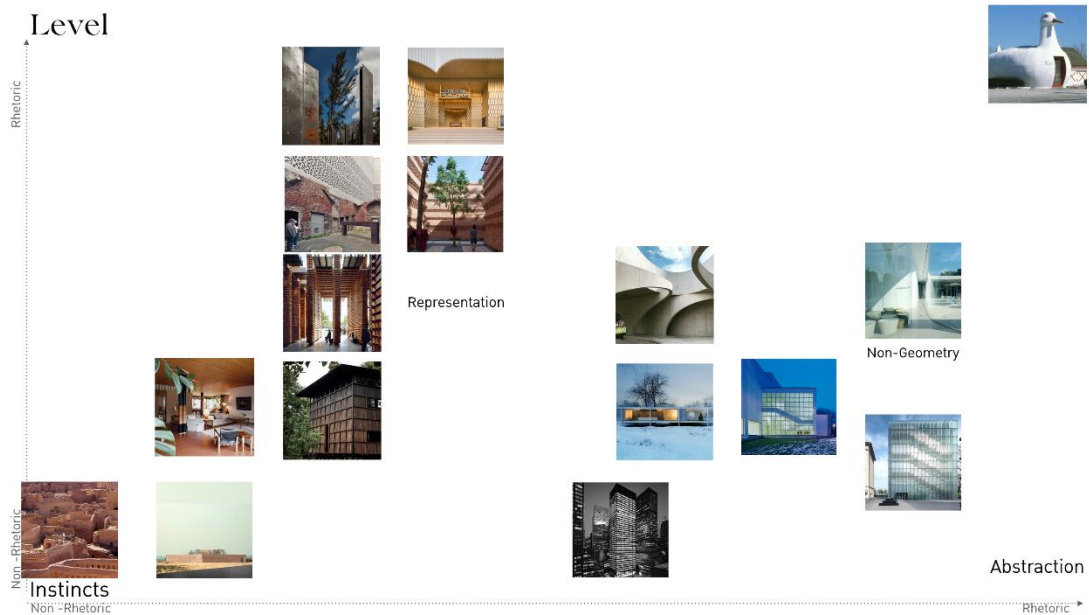 Level
Rhetoric
Representation
Non-Geometry
Non -Rhetoric
Abstraction
Instincts
Non -Rhetoric
Rhetoric